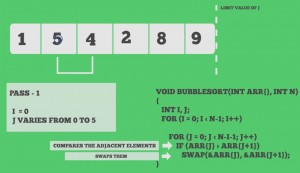 LIMIT VALUE OF J
1 5 4 2 8 9
PASS - 1
I = 0
J VARIES FROM 0 TO 5
VOID BUBBLESORT(INT ARR(), INT N)
{
INT I, J;
FOR (I = 0; I < N-1; I++)
FOR (J = 0; J < N-I-1; J++)
COMPARES THE ADJACENT ELEMENTS
IF (ARR(J) > ARR(J+1))
SWAPS THEM
SWAP(&ARR(J), &ARR(J+1));
}